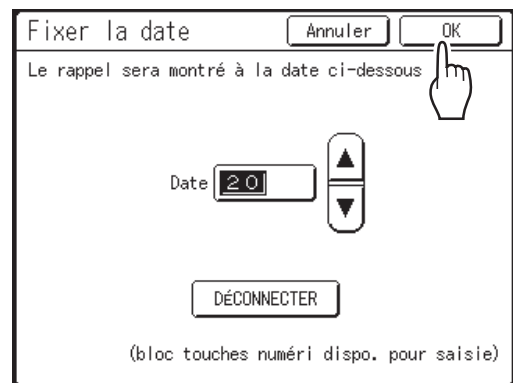 Fixer la date Annuler OK
Le rappel sera montré à la date ci-dessous
Date 20
DÉCONNECTER
(bloc touches numéri dispo. pour saisie)